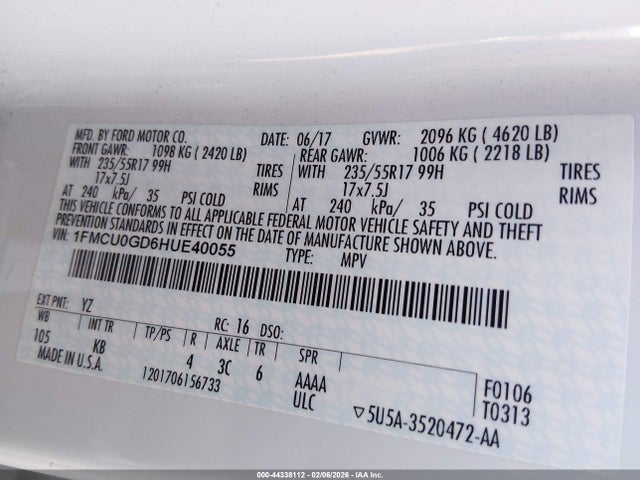 MFD. BY FORD MOTOR CO.
DATE: 06/17 GVWR: 2096 KG ( 4620 LB)
FRONT GAWR: 1098 KG ( 2420 LB)
REAR GAWR: 1006 KG ( 2218 LB)
WITH 235/55R17 99H TIRES
WITH 235/55R17 99H TIRES
17x7.5J RIMS
17x7.5J RIMS
AT 240 kPa/ 35 PSI COLD
AT 240 kPa/ 35 PSI COLD
THIS VEHICLE CONFORMS TO ALL APPLICABLE FEDERAL MOTOR VEHICLE SAFETY AND THEFT
PREVENTION STANDARDS IN EFFECT ON THE DATE OF MANUFACTURE SHOWN ABOVE.
VIN: 1FMCU0GD6HUE40055
TYPE: MPV
EXT PNT: YZ RC: 16 DSO:
WB INT TR TP/PS R AXLE TR SPR
105 KB 4 3C 6 AAAA
ULC
F0106
T0313
MADE IN U.S.A. 1201706156733
▽5U5A-3520472-AA
000-44338112 - 02/06/2026 - IAA Inc.